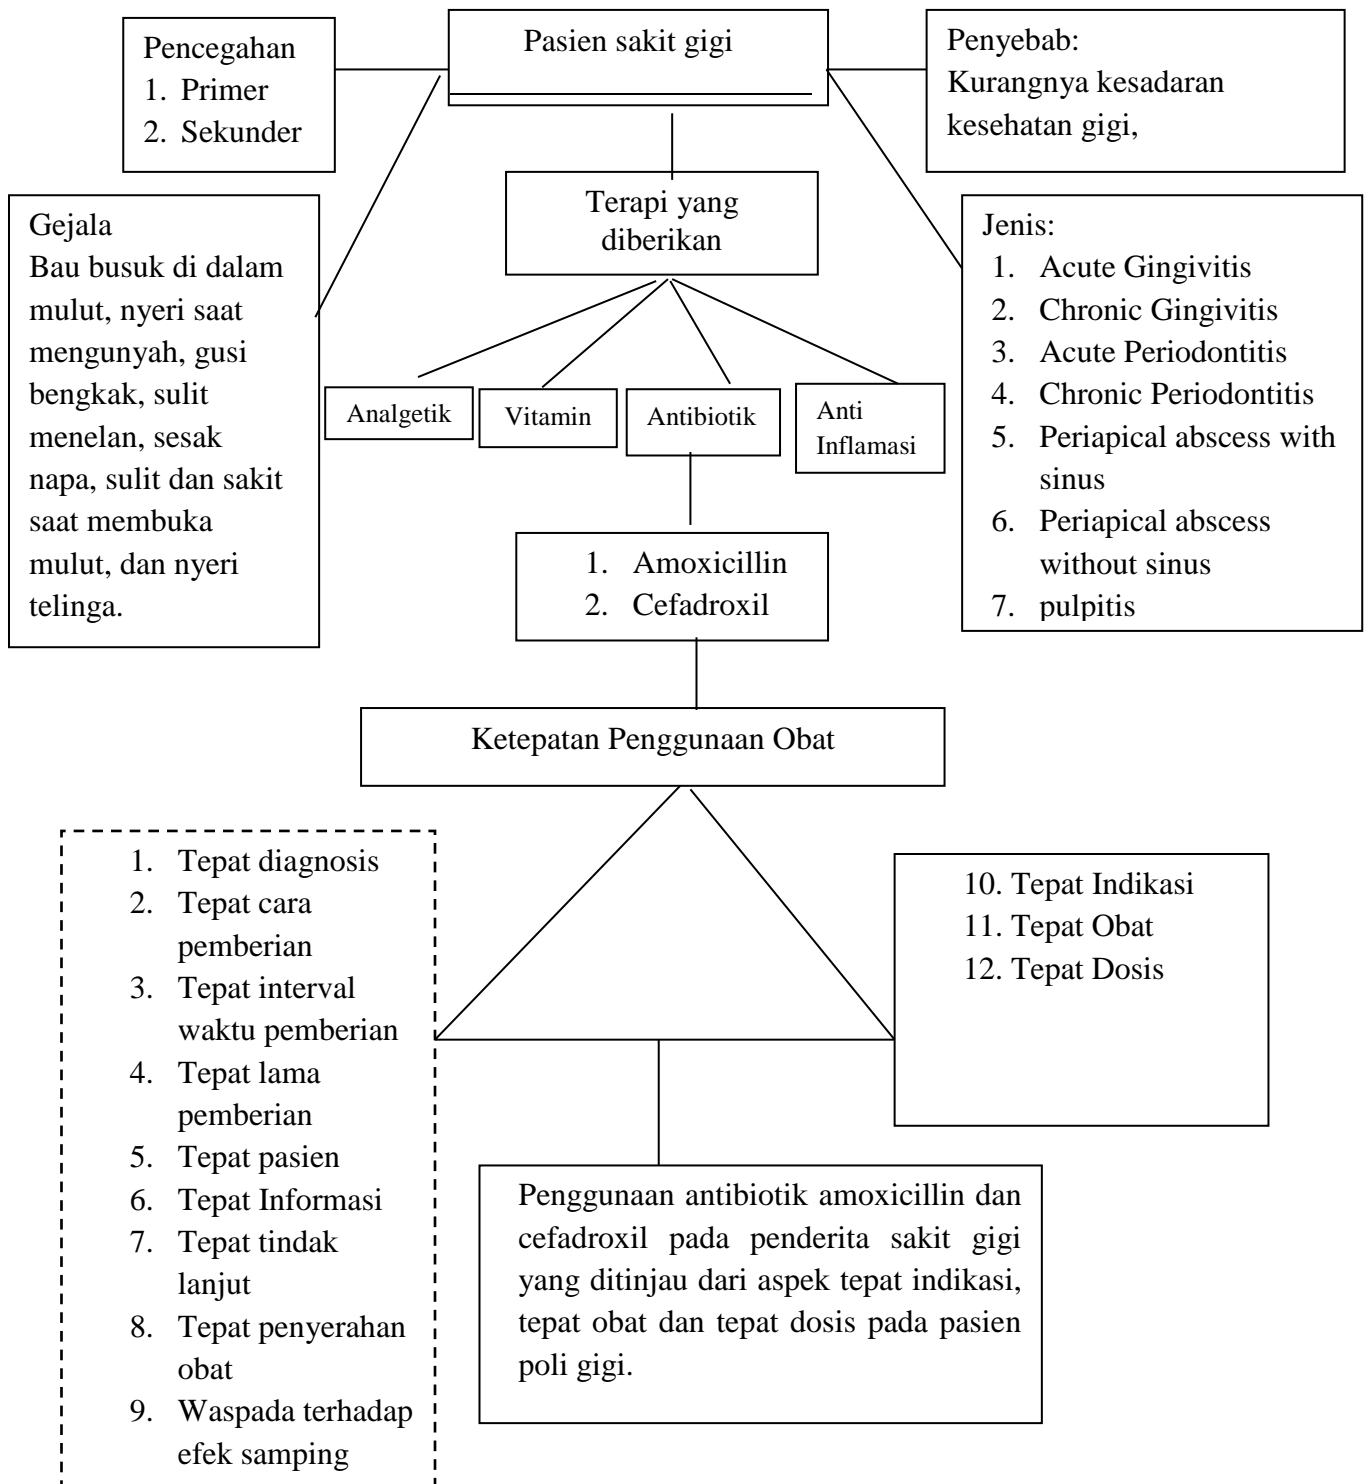 Pencegahan
1. Primer
2. Sekunder
Pasien sakit gigi
Penyebab:
Kurangnya kesadaran
kesehatan gigi,
Gejala
Bau busuk di dalam
mulut, nyeri saat
mengunyah, gusi
bengkak, sulit
menelan, sesak
napa, sulit dan sakit
saat membuka
mulut, dan nyeri
telinga.
Terapi yang
diberikan
Jenis:
1. Acute Gingivitis
2. Chronic Gingivitis
3. Acute Periodontitis
4. Chronic Periodontitis
5. Periapical abscess with
sinus
6. Periapical abscess
without sinus
7. pulpitis
Analgetik
Vitamin
Antibiotik
Anti
Inflamasi
1. Amoxicillin
2. Cefadroxil
Ketepatan Penggunaan Obat
1. Tepat diagnosis
2. Tepat cara
pemberian
3. Tepat interval
waktu pemberian
4. Tepat lama
pemberian
5. Tepat pasien
6. Tepat Informasi
7. Tepat tindak
lanjut
8. Tepat penyerahan
obat
9. Waspada terhadap
efek samping
10. Tepat Indikasi
11. Tepat Obat
12. Tepat Dosis
Penggunaan antibiotik amoxicillin dan
cefadroxil pada penderita sakit gigi
yang ditinjau dari aspek tepat indikasi,
tepat obat dan tepat dosis pada pasien
poli gigi.